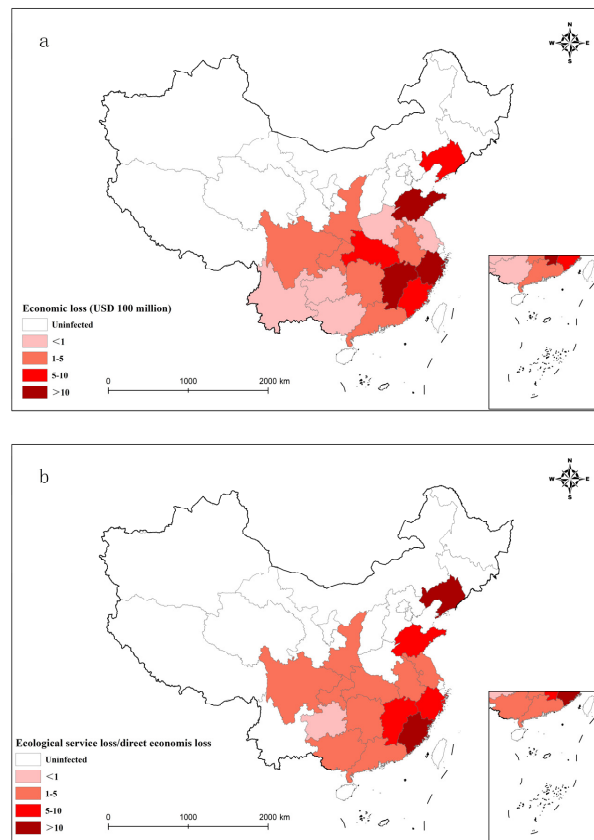 a
N
W E
S
Economic loss (USD 100 million)
Uninfected
<1
1-5
5-10
>10
0 1000 2000 km
b
N
W E
S
Ecological service loss/direct economis loss
Uninfected
<1
1-5
5-10
>10
0 1000 2000 km